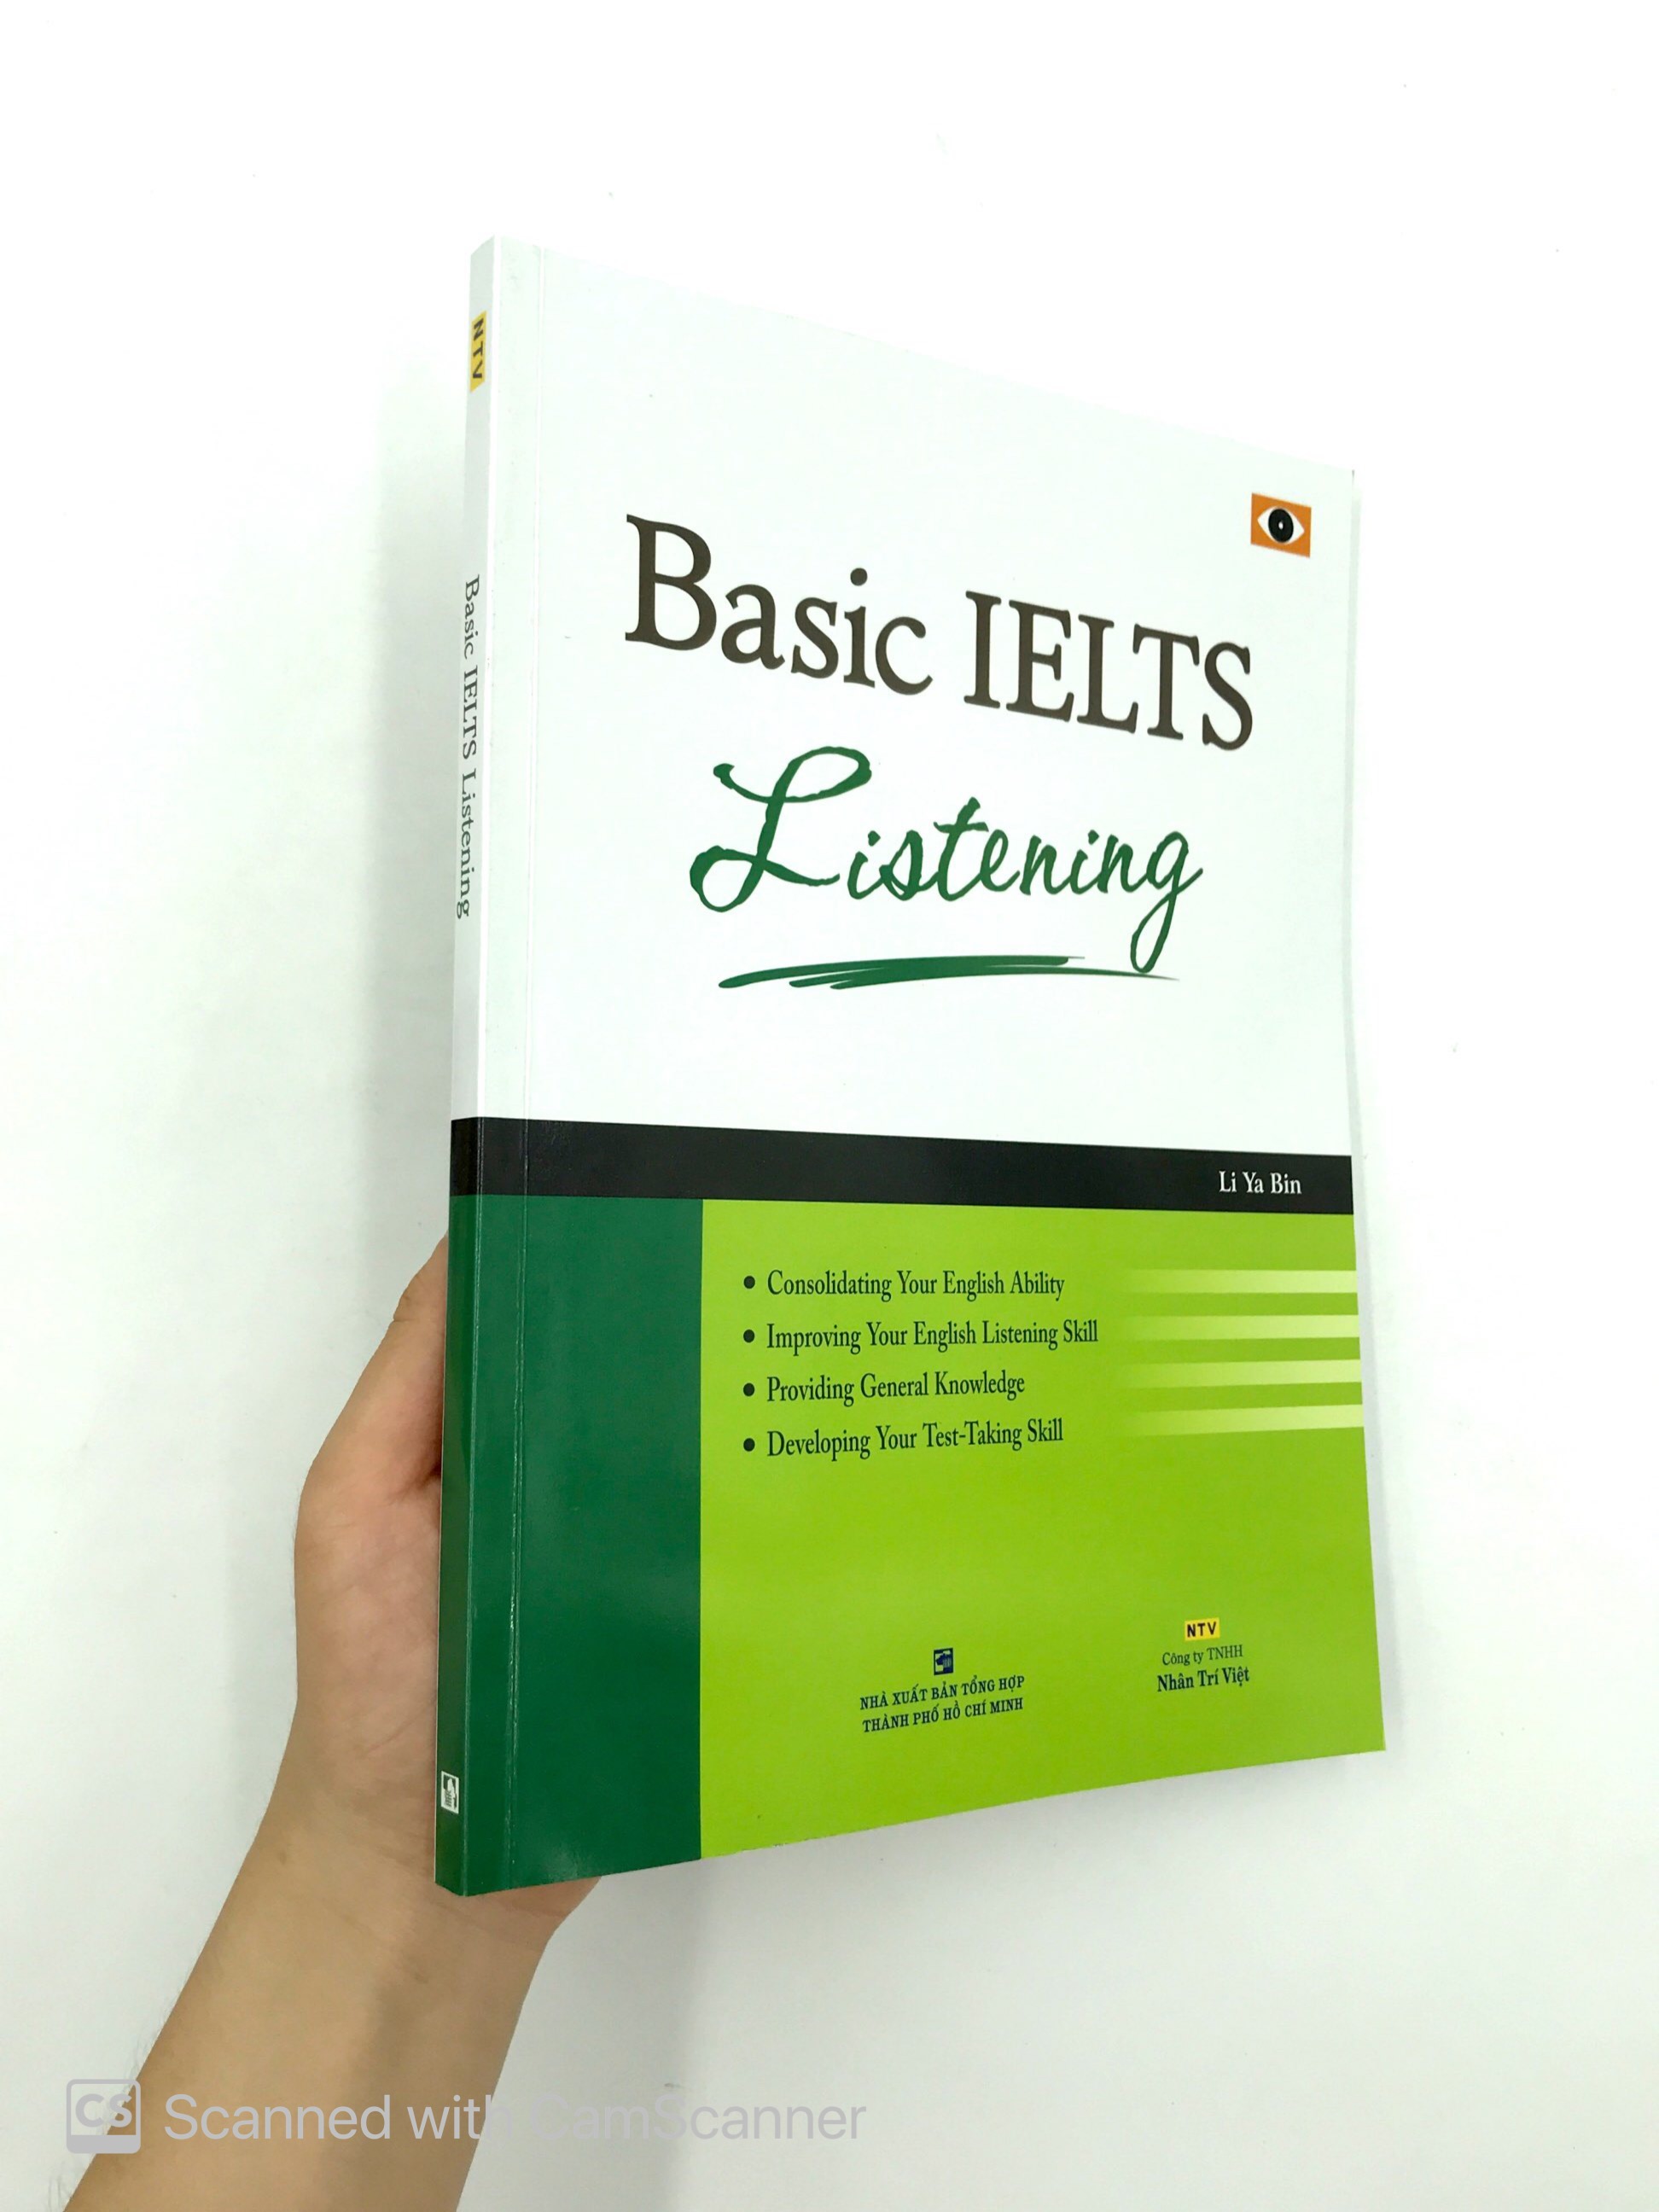 NTV
Basic IELTS Listening
Basic IELTS
Listening
Li Ya Bin
• Consolidating Your English Ability
• Improving Your English Listening Skill
• Providing General Knowledge
• Developing Your Test-Taking Skill
NHÀ XUẤT BẢN TỔNG HỢP
THÀNH PHỐ HỒ CHÍ MINH
NTV
Công ty TNHH
Nhân Trí Việt
CS Scanned with CamScanner